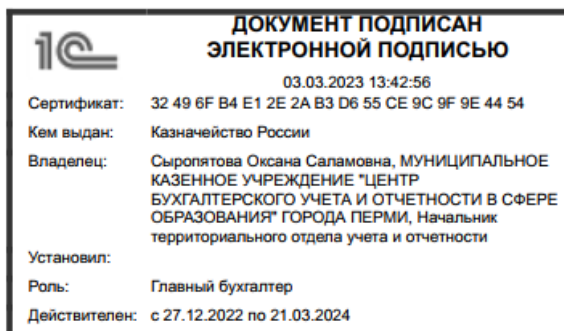 1С
ДОКУМЕНТ ПОДПИСАН
ЭЛЕКТРОННОЙ ПОДПИСЬЮ
03.03.2023 13:42:56
Сертификат: 32 49 6F B4 E1 2E 2A B3 D6 55 CE 9C 9F 9E 44 54
Кем выдан: Казначейство России
Владелец: Сыропятова Оксана Саламовна, МУНИЦИПАЛЬНОЕ
КАЗЕННОЕ УЧРЕЖДЕНИЕ "ЦЕНТР
БУХГАЛТЕРСКОГО УЧЕТА И ОТЧЕТНОСТИ В СФЕРЕ
ОБРАЗОВАНИЯ" ГОРОДА ПЕРМИ, Начальник
территориального отдела учета и отчетности
Установил:
Роль: Главный бухгалтер
Действителен: с 27.12.2022 по 21.03.2024